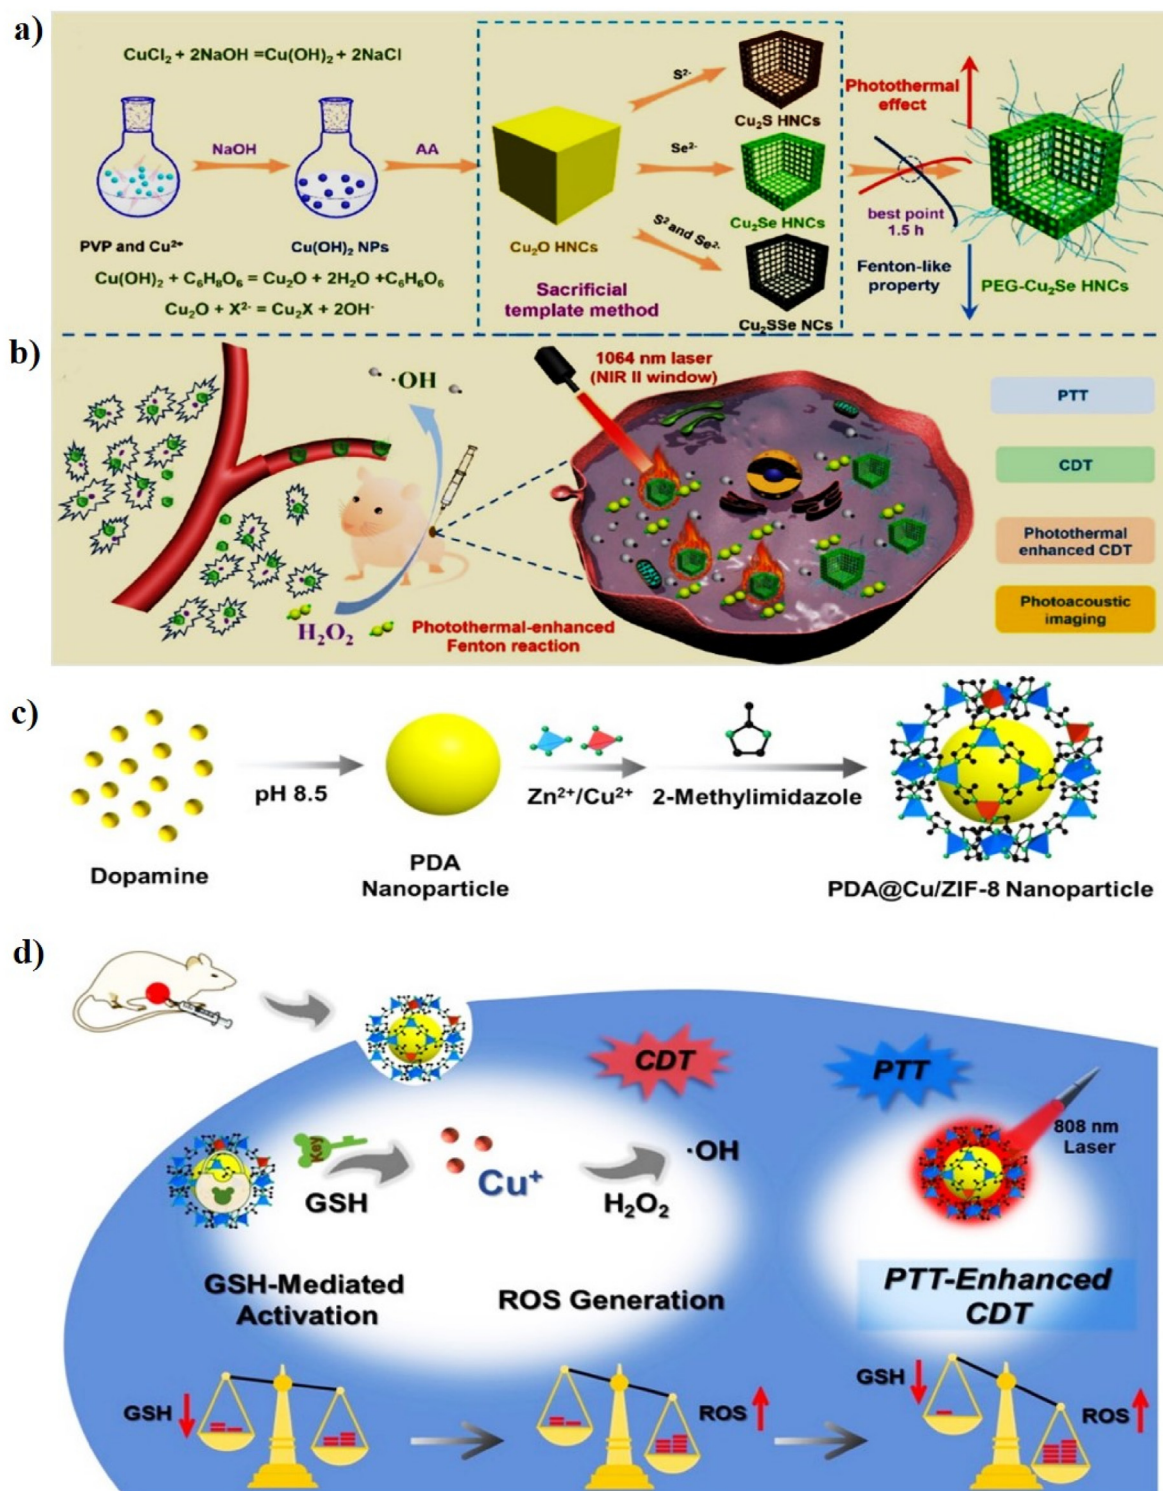 a)
CuCl₂ + 2NaOH =Cu(OH)₂ + 2NaCl
NaOH
AA
PVP and Cu²⁺
Cu(OH)₂ NPs
Cu(OH)₂ + C₆H₈O₆ = Cu₂O + 2H₂O +C₆H₆O₆
Cu₂O + X²⁻ = Cu₂X + 2OH⁻
Cu₂O HNCs
Sacrificial
template method
S²⁻
Se²⁻
S²⁻and Se²⁻
Cu₂S HNCs
Cu₂Se HNCs
Cu₂SSe NCs
Photothermal
effect
best point
1.5 h
Fenton-like
property
PEG-Cu₂Se HNCs
b)
·OH
H₂O₂
Photothermal-enhanced
Fenton reaction
1064 nm laser
(NIR II window)
PTT
CDT
Photothermal
enhanced CDT
Photoacoustic
imaging
c)
Dopamine
pH 8.5
PDA
Nanoparticle
Zn²⁺/Cu²⁺
2-Methylimidazole
PDA@Cu/ZIF-8 Nanoparticle
d)
CDT
PTT
808 nm
Laser
Key
GSH
Cu⁺
H₂O₂
·OH
GSH-Mediated
Activation
ROS Generation
PTT-Enhanced
CDT
GSH
ROS
GSH
ROS